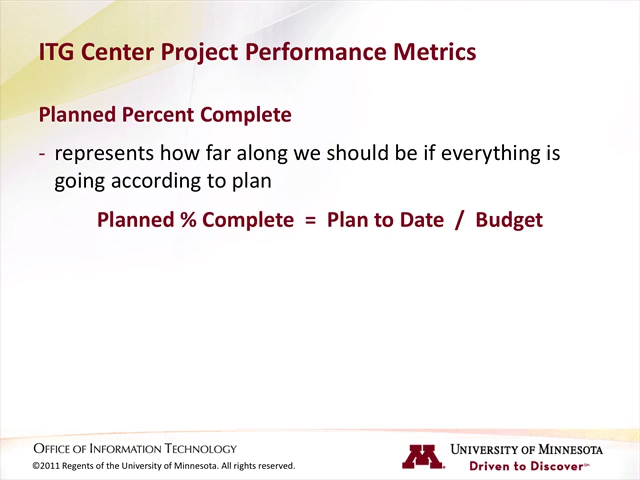 ITG Center Project Performance Metrics
Planned Percent Complete
- represents how far along we should be if everything is
going according to plan
Planned % Complete = Plan to Date / Budget
OFFICE OF INFORMATION TECHNOLOGY
©2011 Regents of the University of Minnesota. All rights reserved.
M
UNIVERSITY OF MINNESOTA
Driven to Discover℠